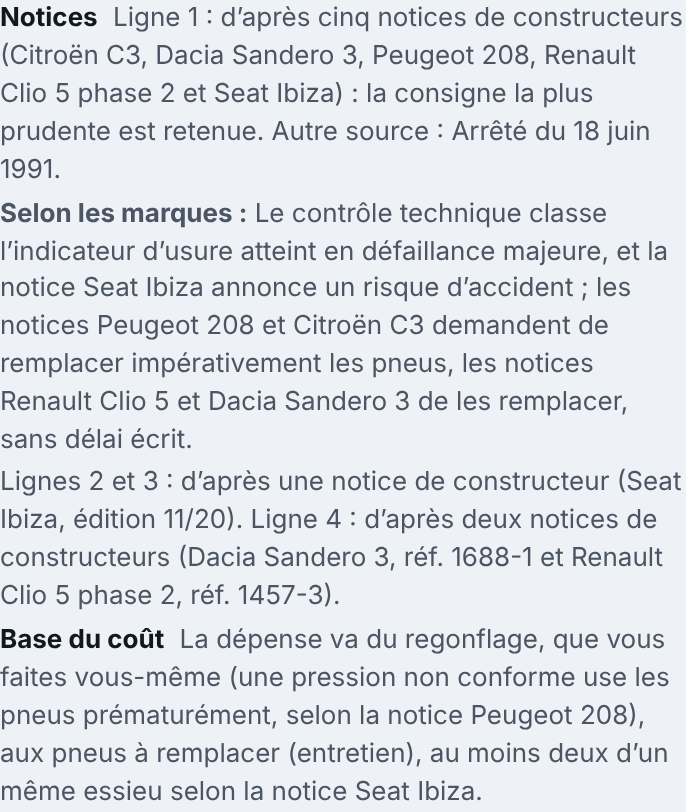 Notices Ligne 1 : d’après cinq notices de constructeurs
(Citroën C3, Dacia Sandero 3, Peugeot 208, Renault
Clio 5 phase 2 et Seat Ibiza) : la consigne la plus
prudente est retenue. Autre source : Arrêté du 18 juin
1991.
Selon les marques : Le contrôle technique classe
l’indicateur d’usure atteint en défaillance majeure, et la
notice Seat Ibiza annonce un risque d’accident ; les
notices Peugeot 208 et Citroën C3 demandent de
remplacer impérativement les pneus, les notices
Renault Clio 5 et Dacia Sandero 3 de les remplacer,
sans délai écrit.
Lignes 2 et 3 : d’après une notice de constructeur (Seat
Ibiza, édition 11/20). Ligne 4 : d’après deux notices de
constructeurs (Dacia Sandero 3, réf. 1688-1 et Renault
Clio 5 phase 2, réf. 1457-3).
Base du coût La dépense va du regonflage, que vous
faites vous-même (une pression non conforme use les
pneus prématurément, selon la notice Peugeot 208),
aux pneus à remplacer (entretien), au moins deux d’un
même essieu selon la notice Seat Ibiza.